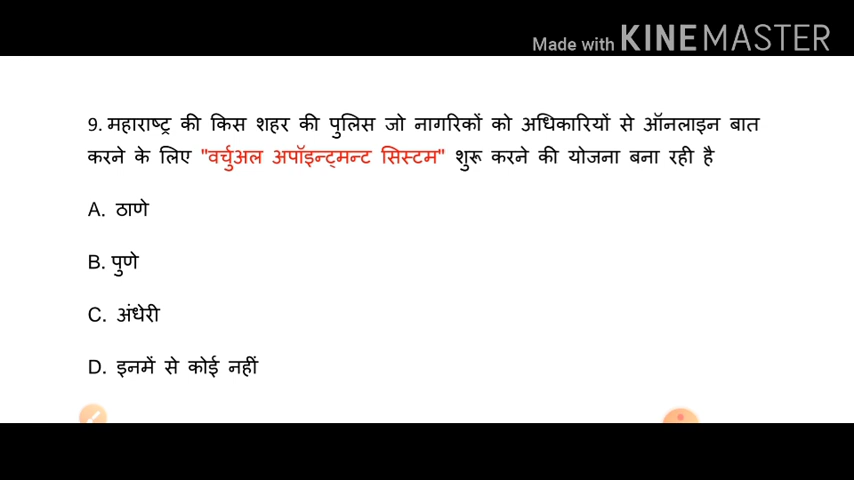 Made with KINEMASTER
9. महाराष्ट्र की किस शहर की पुलिस जो नागरिकों को अधिकारियों से ऑनलाइन बात
करने के लिए "वर्चुअल अपॉइन्ट्मन्ट सिस्टम" शुरू करने की योजना बना रही है
A. ठाणे
B. पुणे
C. अंधेरी
D. इनमें से कोई नहीं